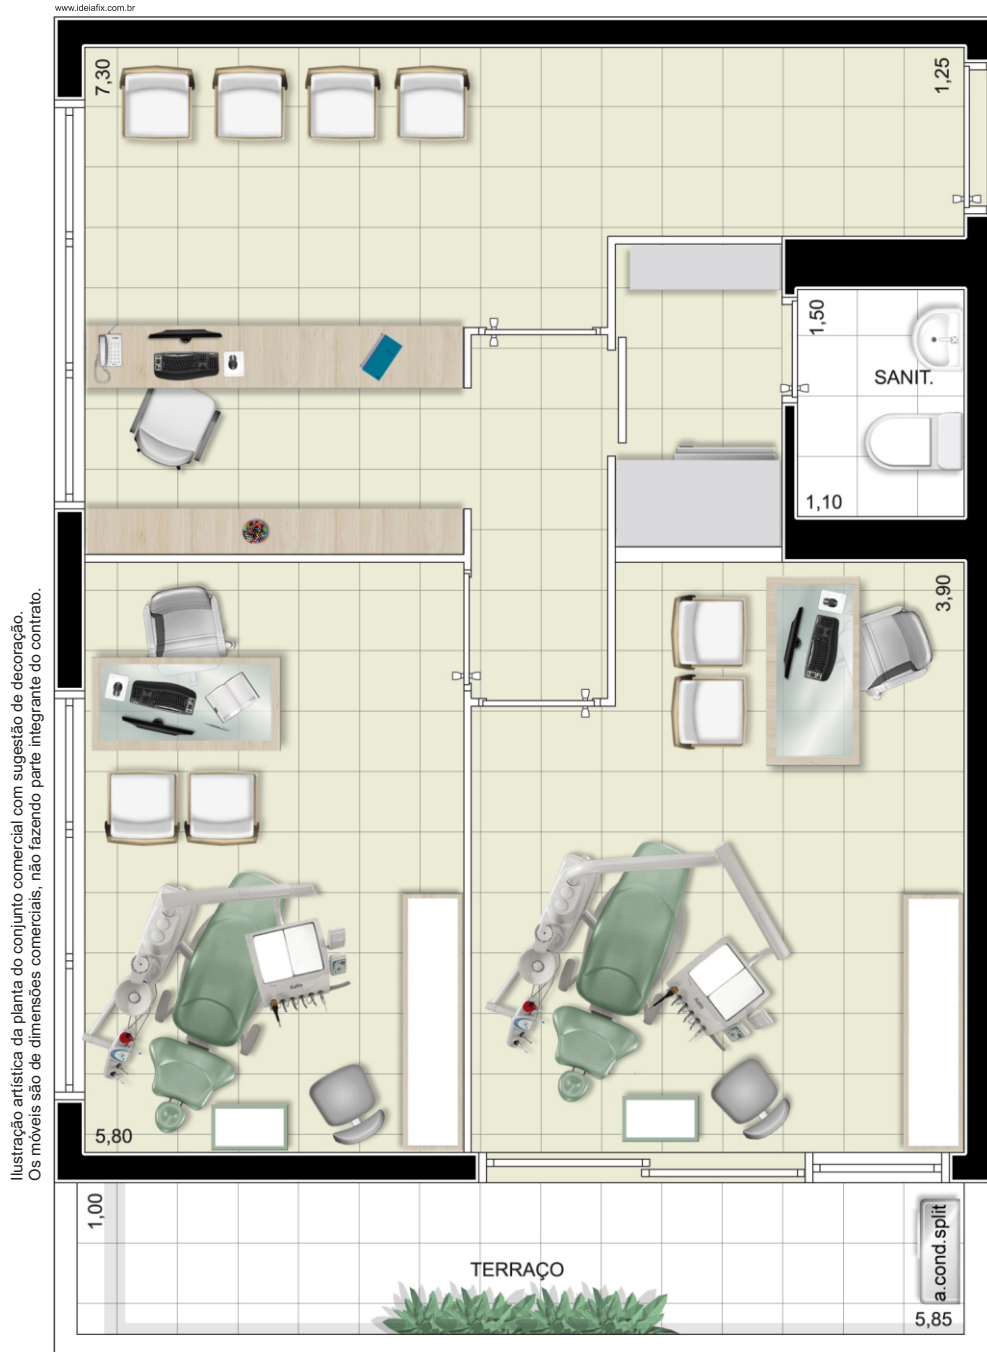 www.ideiafix.com.br
7,30
1,25
1,50
SANIT.
1,10
3,90
Ilustração artística da planta do conjunto comercial com sugestão de decoração.
Os móveis são de dimensões comerciais, não fazendo parte integrante do contrato.
5,80
1,00
TERRAÇO
a.cond.split
5,85